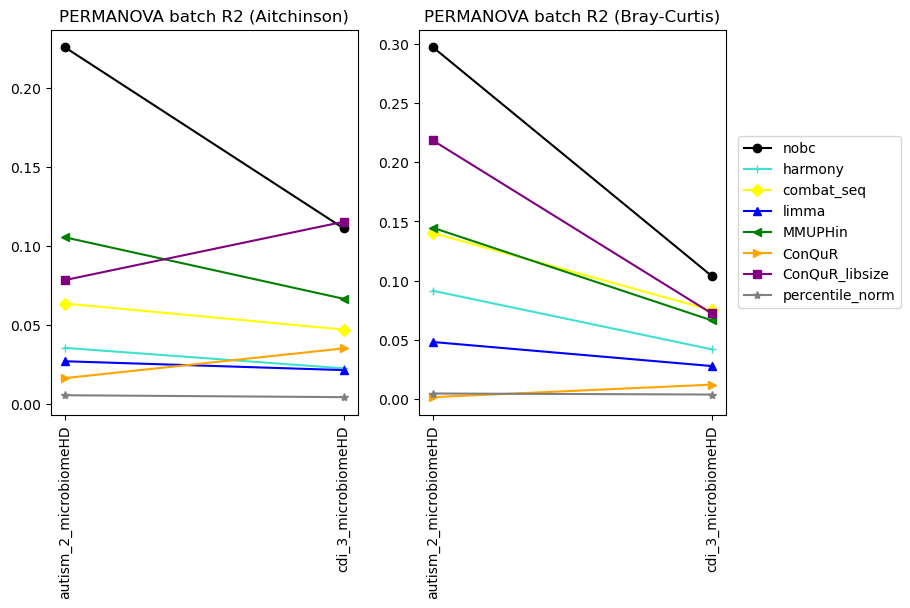 PERMANOVA batch R2 (Aitchinson)
0.20
0.15
0.10
0.05
0.00
autism_2_microbiomeHD
cdi_3_microbiomeHD
PERMANOVA batch R2 (Bray-Curtis)
0.30
0.25
0.20
0.15
0.10
0.05
0.00
autism_2_microbiomeHD
cdi_3_microbiomeHD
nobc
harmony
combat_seq
limma
MMUPHin
ConQuR
ConQuR_libsize
percentile_norm